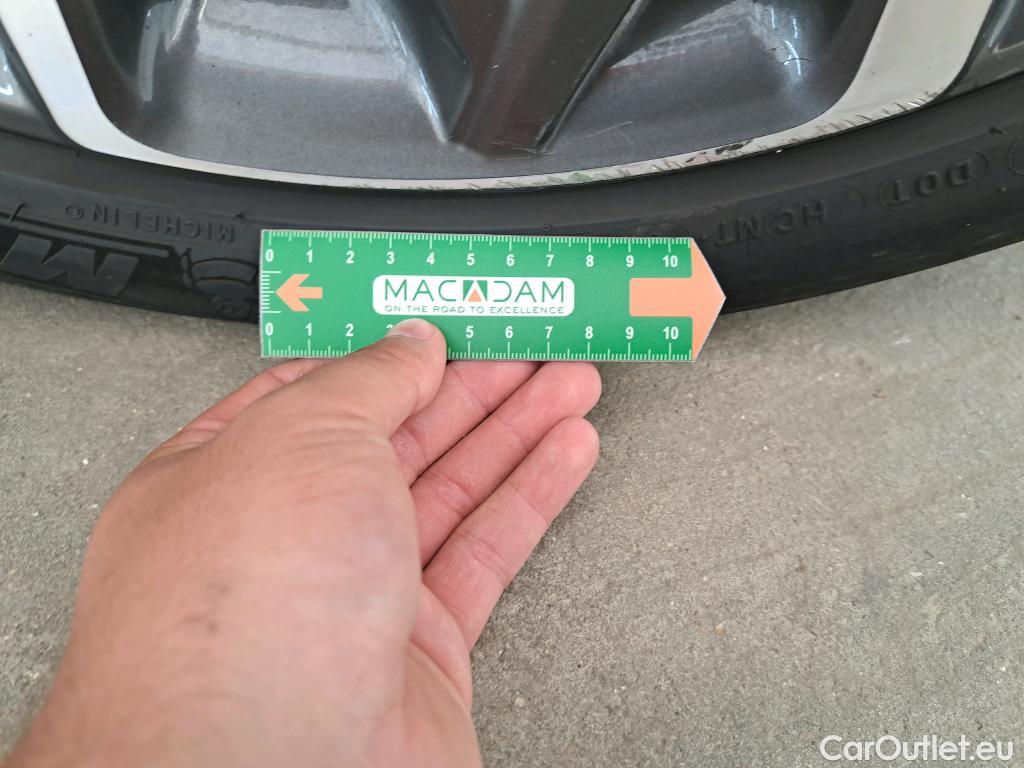 MICHELIN®
DOT HCMT
0 1 2 3 4 5 6 7 8 9 10
MACADAM
ON THE ROAD TO EXCELLENCE
0 1 2 3 5 6 7 8 9 10
CarOutlet.eu